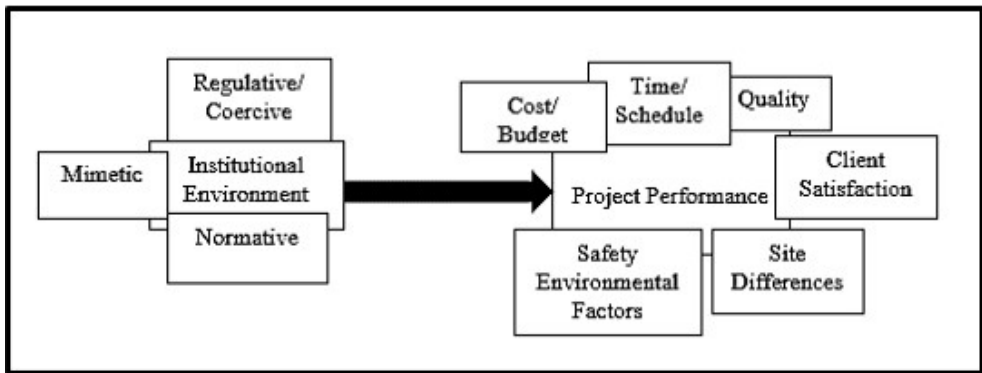 Regulative/
Coercive
Mimetic
Institutional
Environment
Normative
Cost/
Budget
Time/
Schedule
Quality
Client
Satisfaction
Project Performance
Safety
Environmental
Factors
Site
Differences